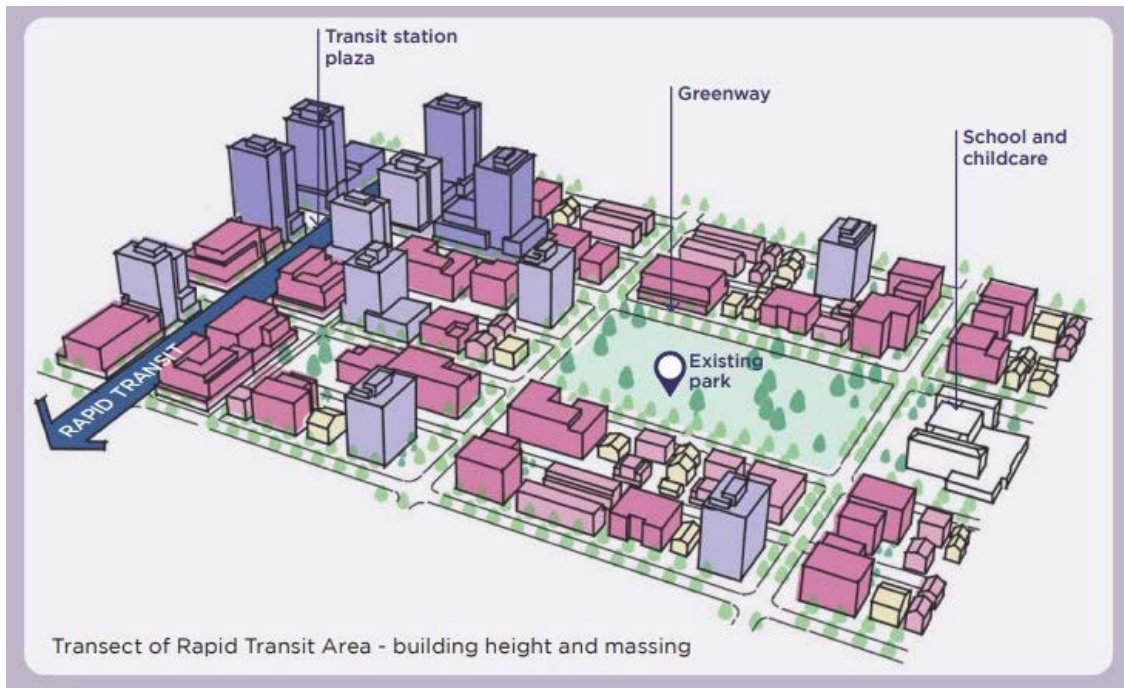 Transit station
plaza
Greenway
School and
childcare
Existing
park
RAPID TRANSIT
Transect of Rapid Transit Area - building height and massing